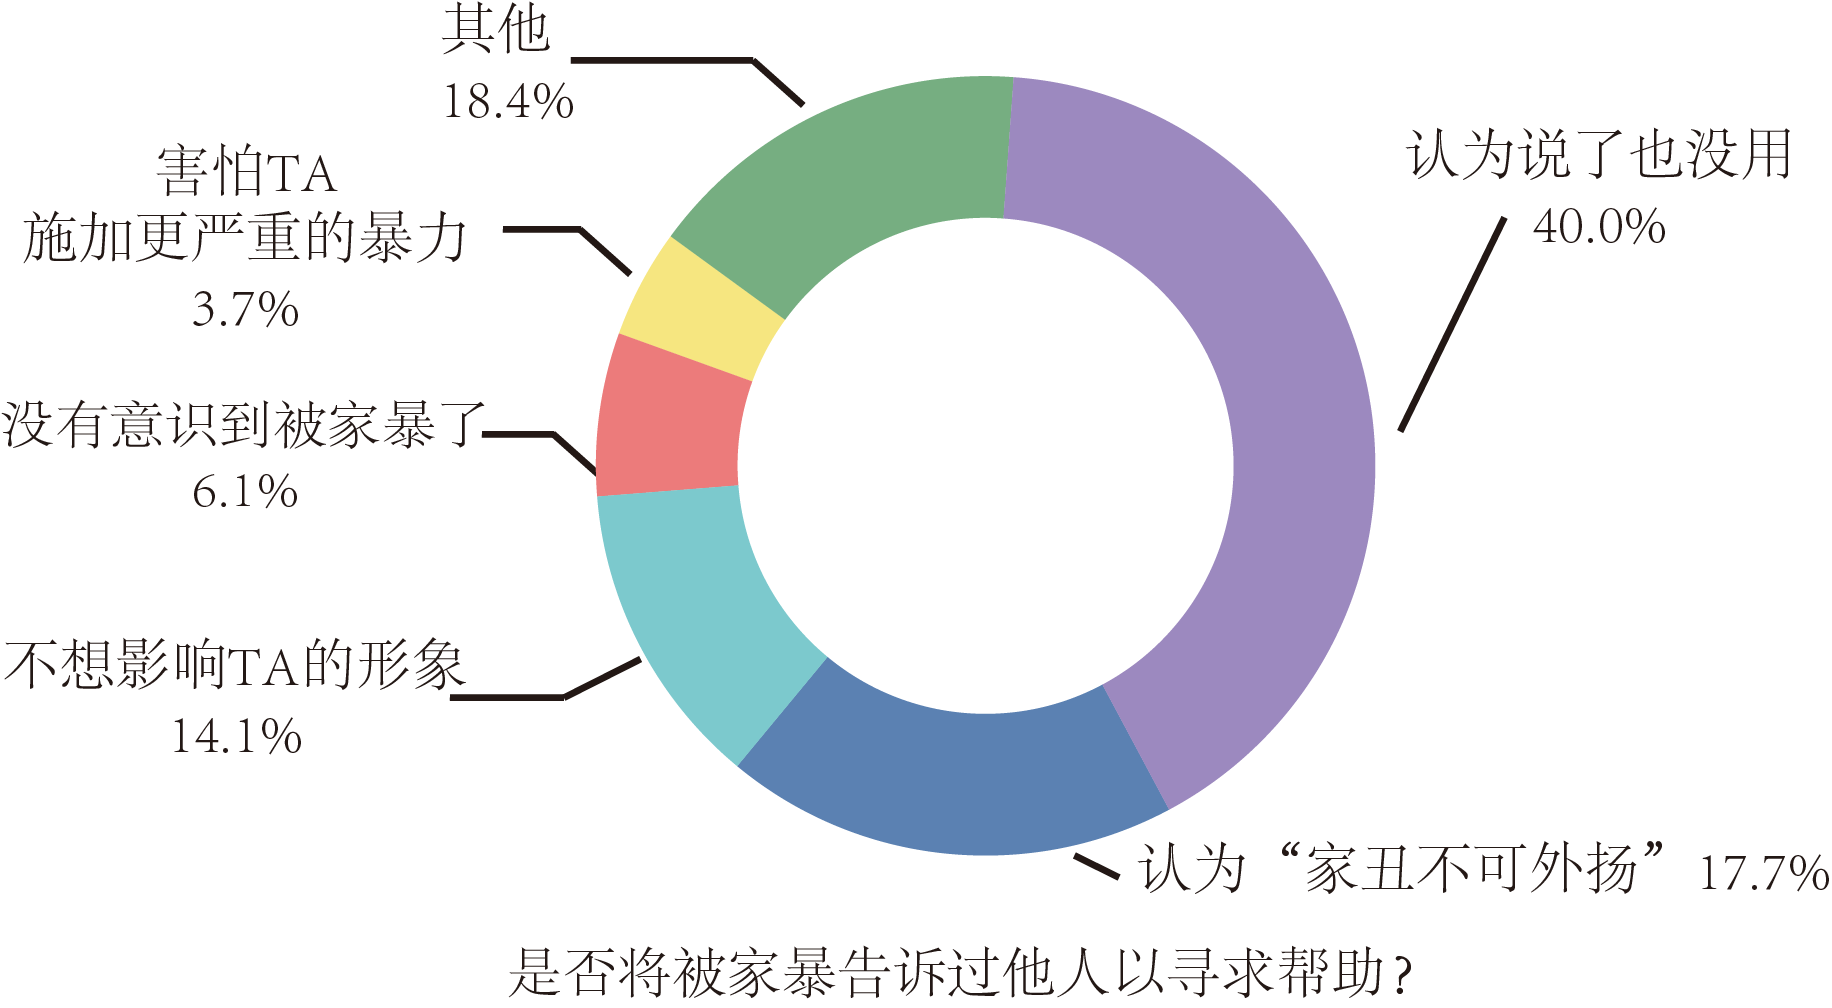 其他
18.4%
害怕TA
施加更严重的暴力
3.7%
没有意识到被家暴了
6.1%
不想影响TA的形象
14.1%
认为说了也没用
40.0%
认为“家丑不可外扬”17.7%
是否将被家暴告诉过他人以寻求帮助?